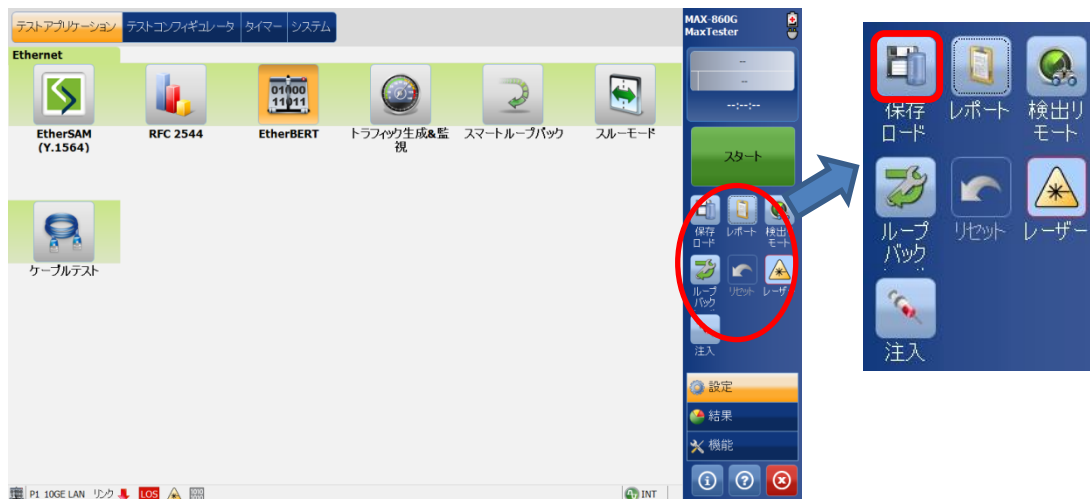 テストアプリケーション テストコンフィギュレータ タイマー システム
Ethernet
01000
11011
EtherSAM
(Y.1564)
RFC 2544
EtherBERT
トラフィック生成&監
視
スマートループバック
スルーモード
ケーブルテスト
MAX-860G
MaxTester
--
--
--:--:--
スタート
保存
ロード
レポート
検出リ
モート
ループ
バック
リセット
レーザー
注入
設定
結果
機能
P1 10GE LAN リンク LOS
INT
保存
ロード
レポート
検出リ
モート
ループ
バック
リセット
レーザー
注入